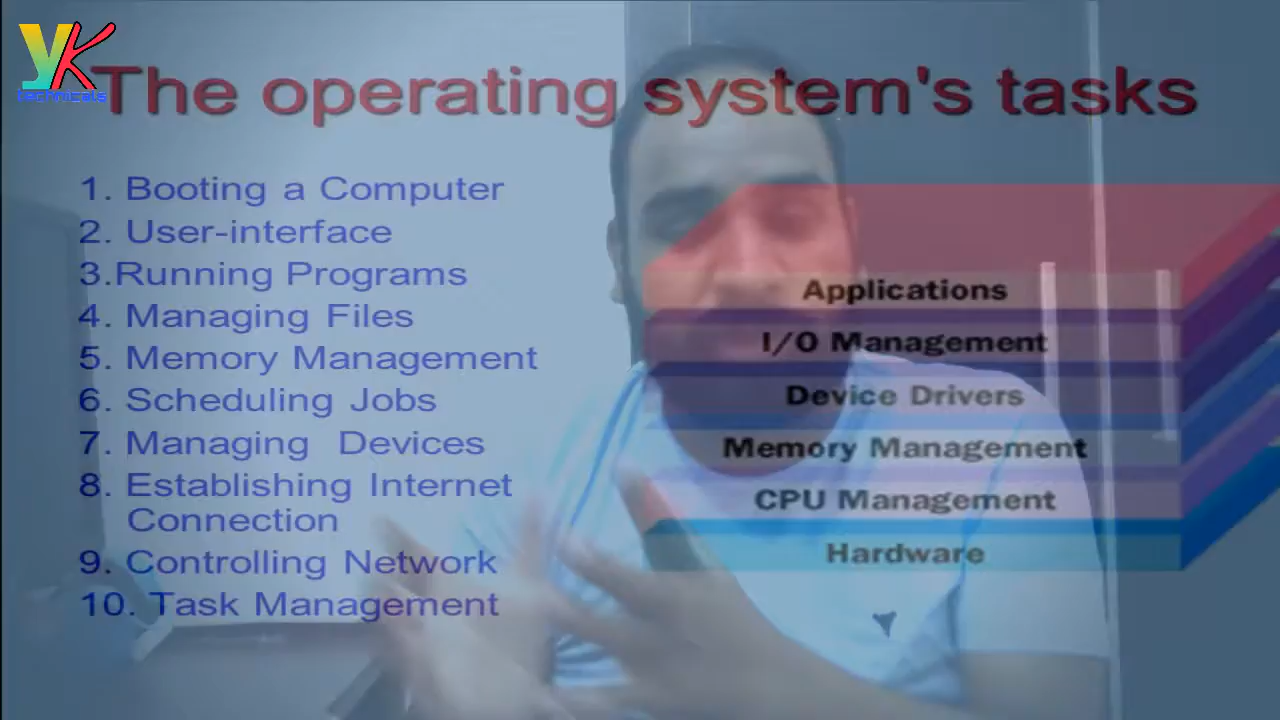 YK
Technicals
The operating system's tasks
1. Booting a Computer
2. User-interface
3.Running Programs
4. Managing Files
5. Memory Management
6. Scheduling Jobs
7. Managing Devices
8. Establishing Internet
Connection
9. Controlling Network
10. Task Management
Applications
I/O Management
Device Drivers
Memory Management
CPU Management
Hardware